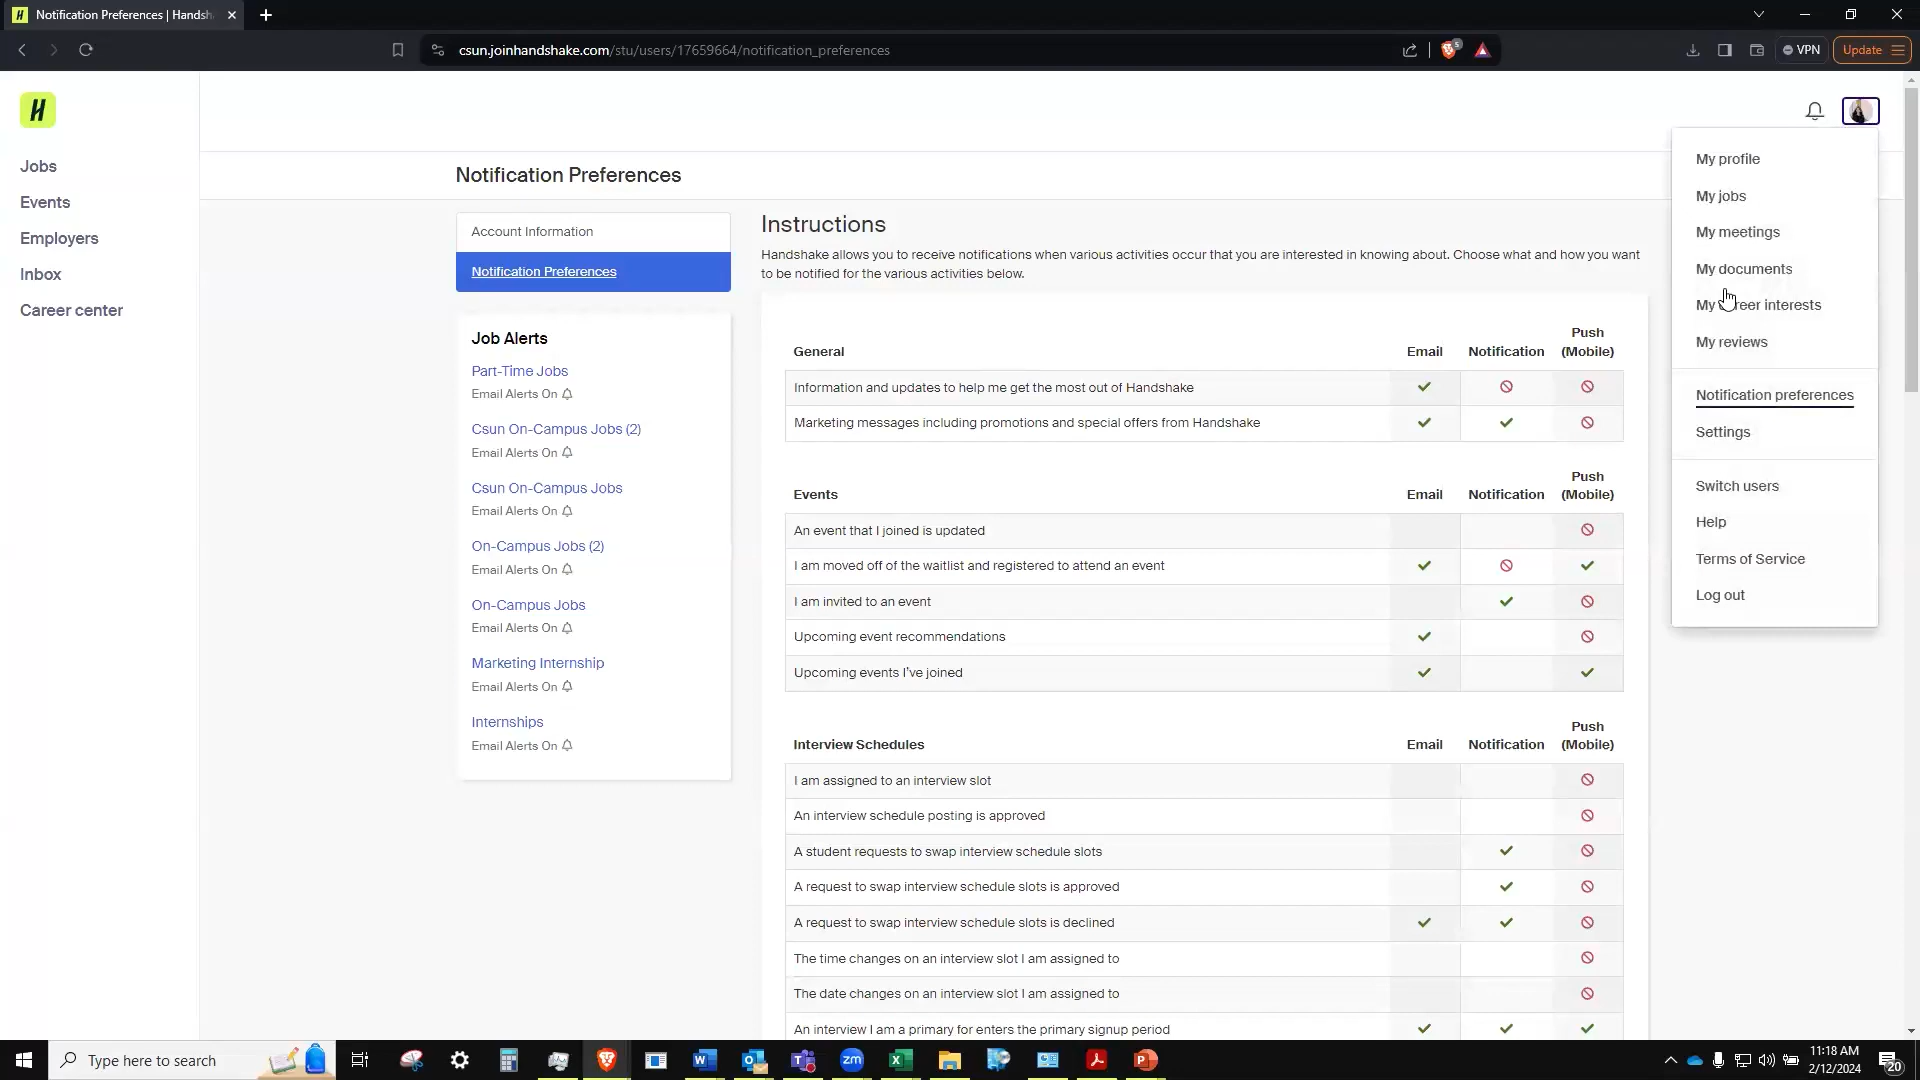 Notification Preferences | Handsh
csun.joinhandshake.com/stu/users/17659664/notification_preferences
5
VPN
Update
H
Jobs
Events
Employers
Inbox
Career center
Notification Preferences
Account Information
Notification Preferences
Job Alerts
Part-Time Jobs
Email Alerts On
Csun On-Campus Jobs (2)
Email Alerts On
Csun On-Campus Jobs
Email Alerts On
On-Campus Jobs (2)
Email Alerts On
On-Campus Jobs
Email Alerts On
Marketing Internship
Email Alerts On
Internships
Email Alerts On
Instructions
Handshake allows you to receive notifications when various activities occur that you are interested in knowing about. Choose what and how you want
to be notified for the various activities below.
General Email Notification Push (Mobile)
Information and updates to help me get the most out of Handshake
Marketing messages including promotions and special offers from Handshake
Events Email Notification Push (Mobile)
An event that I joined is updated
I am moved off of the waitlist and registered to attend an event
I am invited to an event
Upcoming event recommendations
Upcoming events I've joined
Interview Schedules Email Notification Push (Mobile)
I am assigned to an interview slot
An interview schedule posting is approved
A student requests to swap interview schedule slots
A request to swap interview schedule slots is approved
A request to swap interview schedule slots is declined
The time changes on an interview slot I am assigned to
The date changes on an interview slot I am assigned to
An interview I am a primary for enters the primary signup period
My profile
My jobs
My meetings
My documents
My career interests
My reviews
Notification preferences
Settings
Switch users
Help
Terms of Service
Log out
Type here to search
11:18 AM
2/12/2024
20